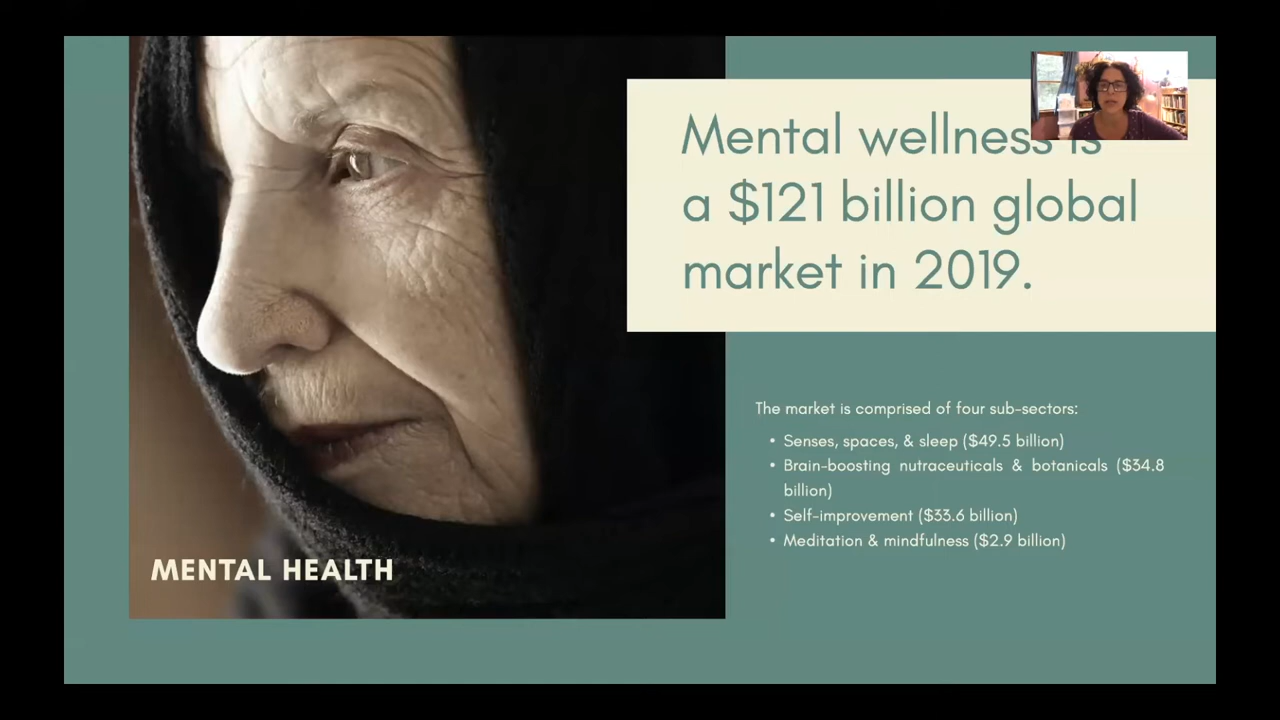 Mental wellness is
a $121 billion global
market in 2019.
The market is comprised of four sub-sectors:
• Senses, spaces, & sleep ($49.5 billion)
• Brain-boosting nutraceuticals & botanicals ($34.8
billion)
• Self-improvement ($33.6 billion)
• Meditation & mindfulness ($2.9 billion)
MENTAL HEALTH